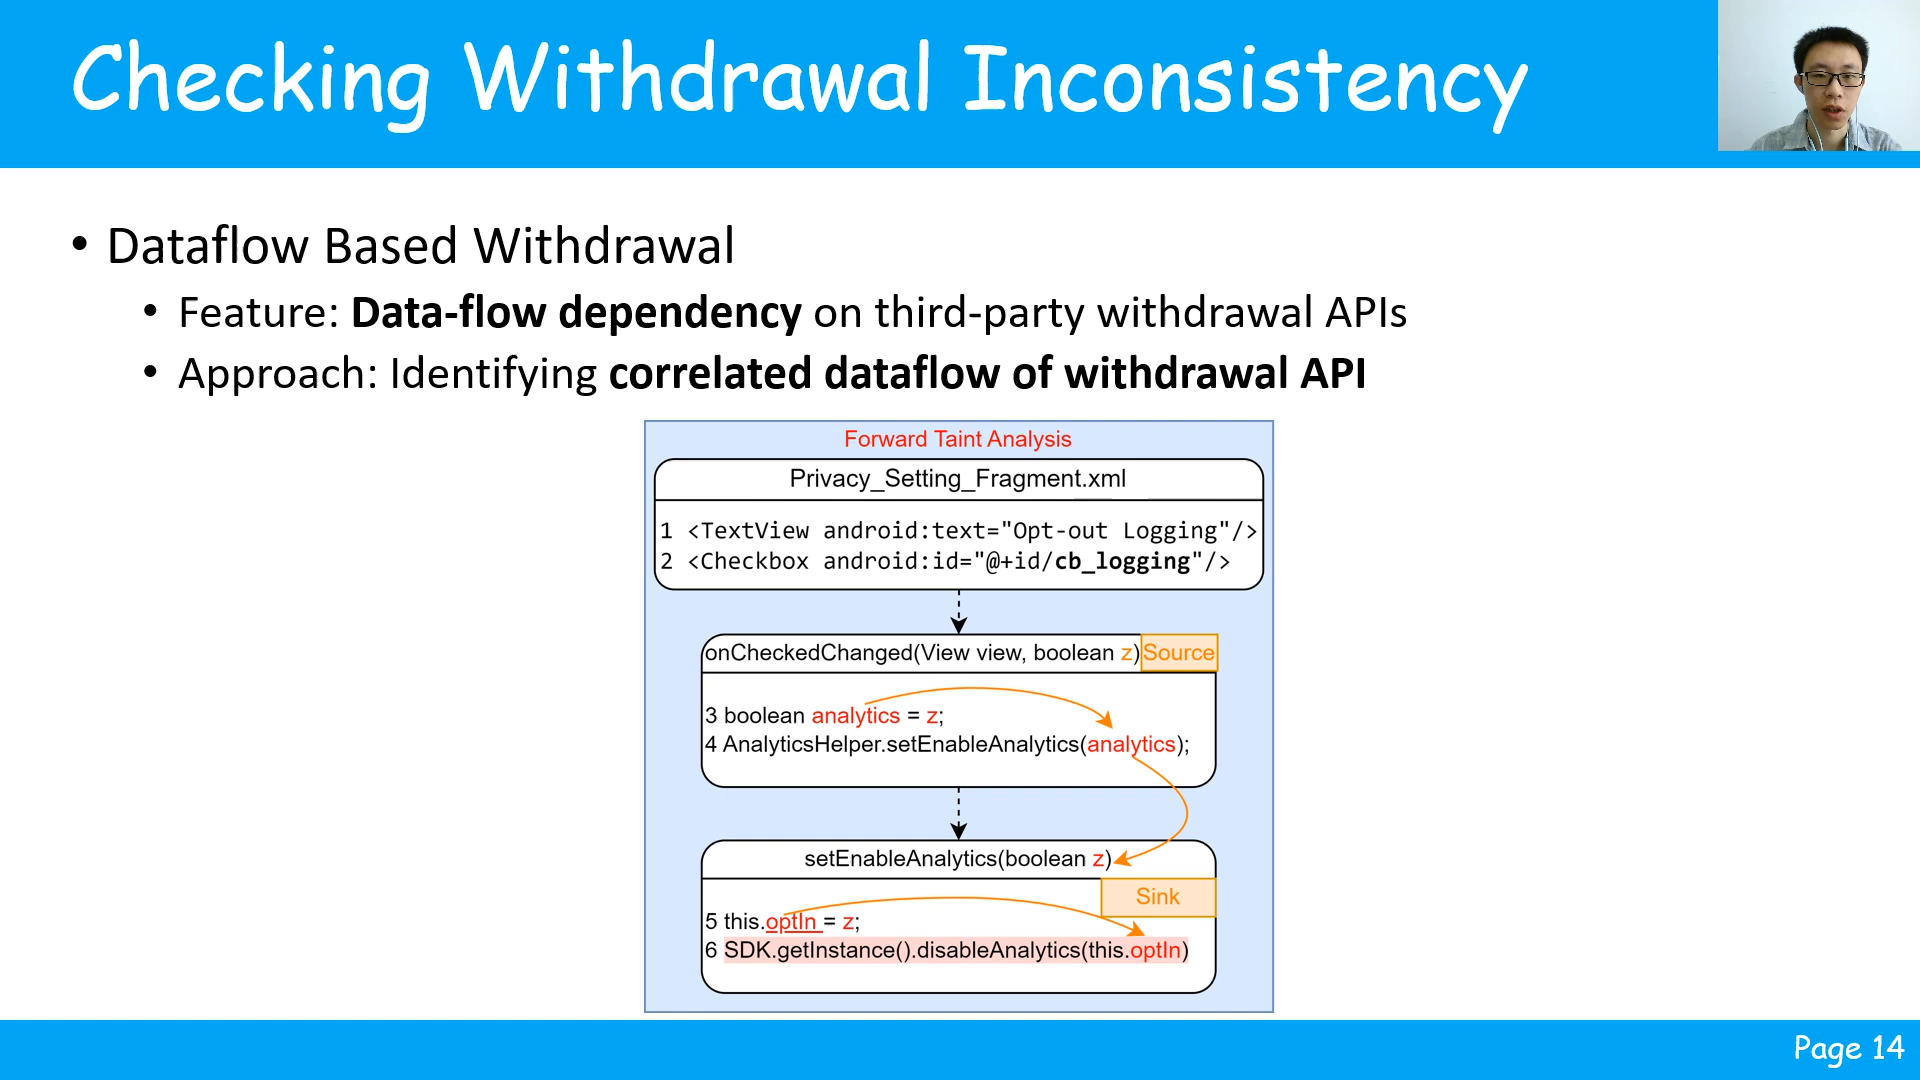 Checking Withdrawal Inconsistency
• Dataflow Based Withdrawal
• Feature: Data-flow dependency on third-party withdrawal APIs
• Approach: Identifying correlated dataflow of withdrawal API
Forward Taint Analysis
Privacy_Setting_Fragment.xml
1 <TextView android:text="Opt-out Logging"/>
2 <Checkbox android:id="@+id/cb_logging"/>
onCheckedChanged(View view, boolean z) Source
3 boolean analytics = z;
4 AnalyticsHelper.setEnableAnalytics(analytics);
setEnableAnalytics(boolean z)
Sink
5 this.optIn = z;
6 SDK.getInstance().disableAnalytics(this.optIn)
Page 14